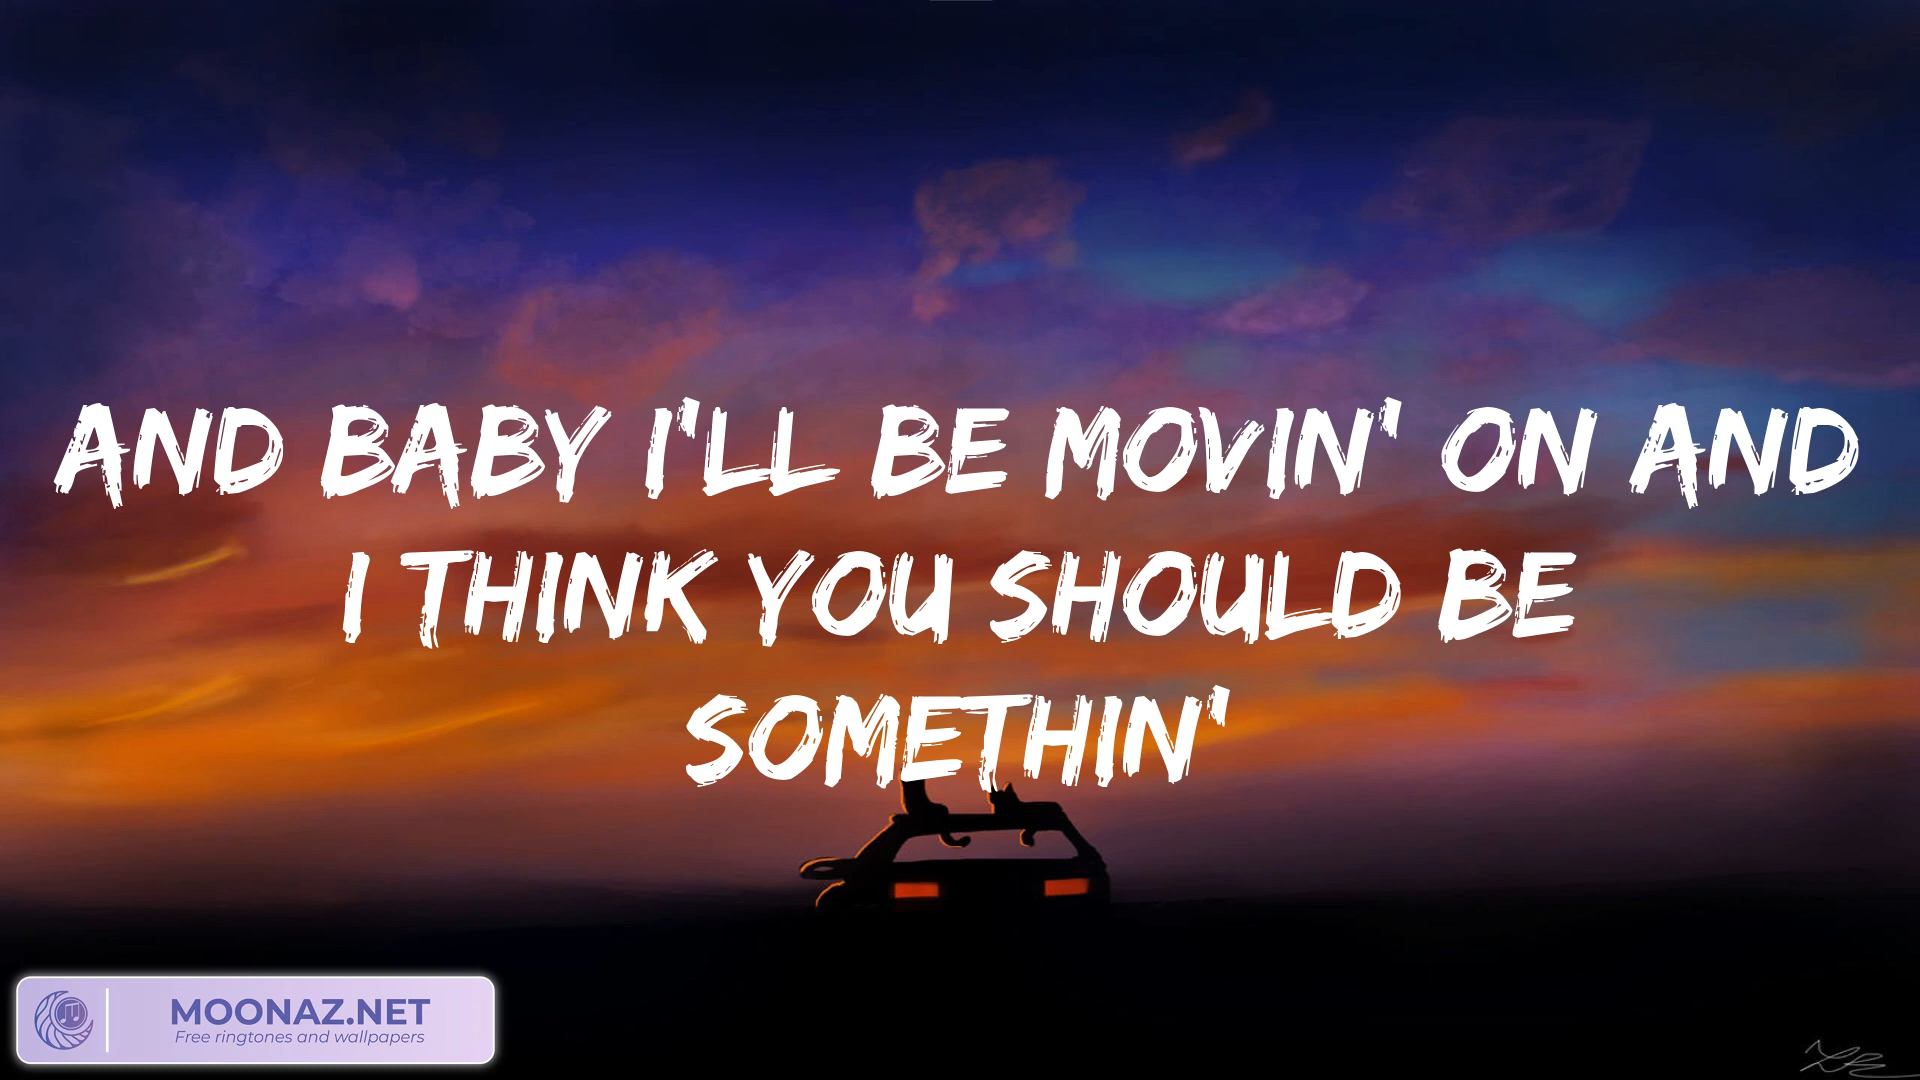 AND BABY I'LL BE MOVIN' ON AND
I THINK YOU SHOULD BE
SOMETHIN'
MOONAZ.NET
Free ringtones and wallpapers